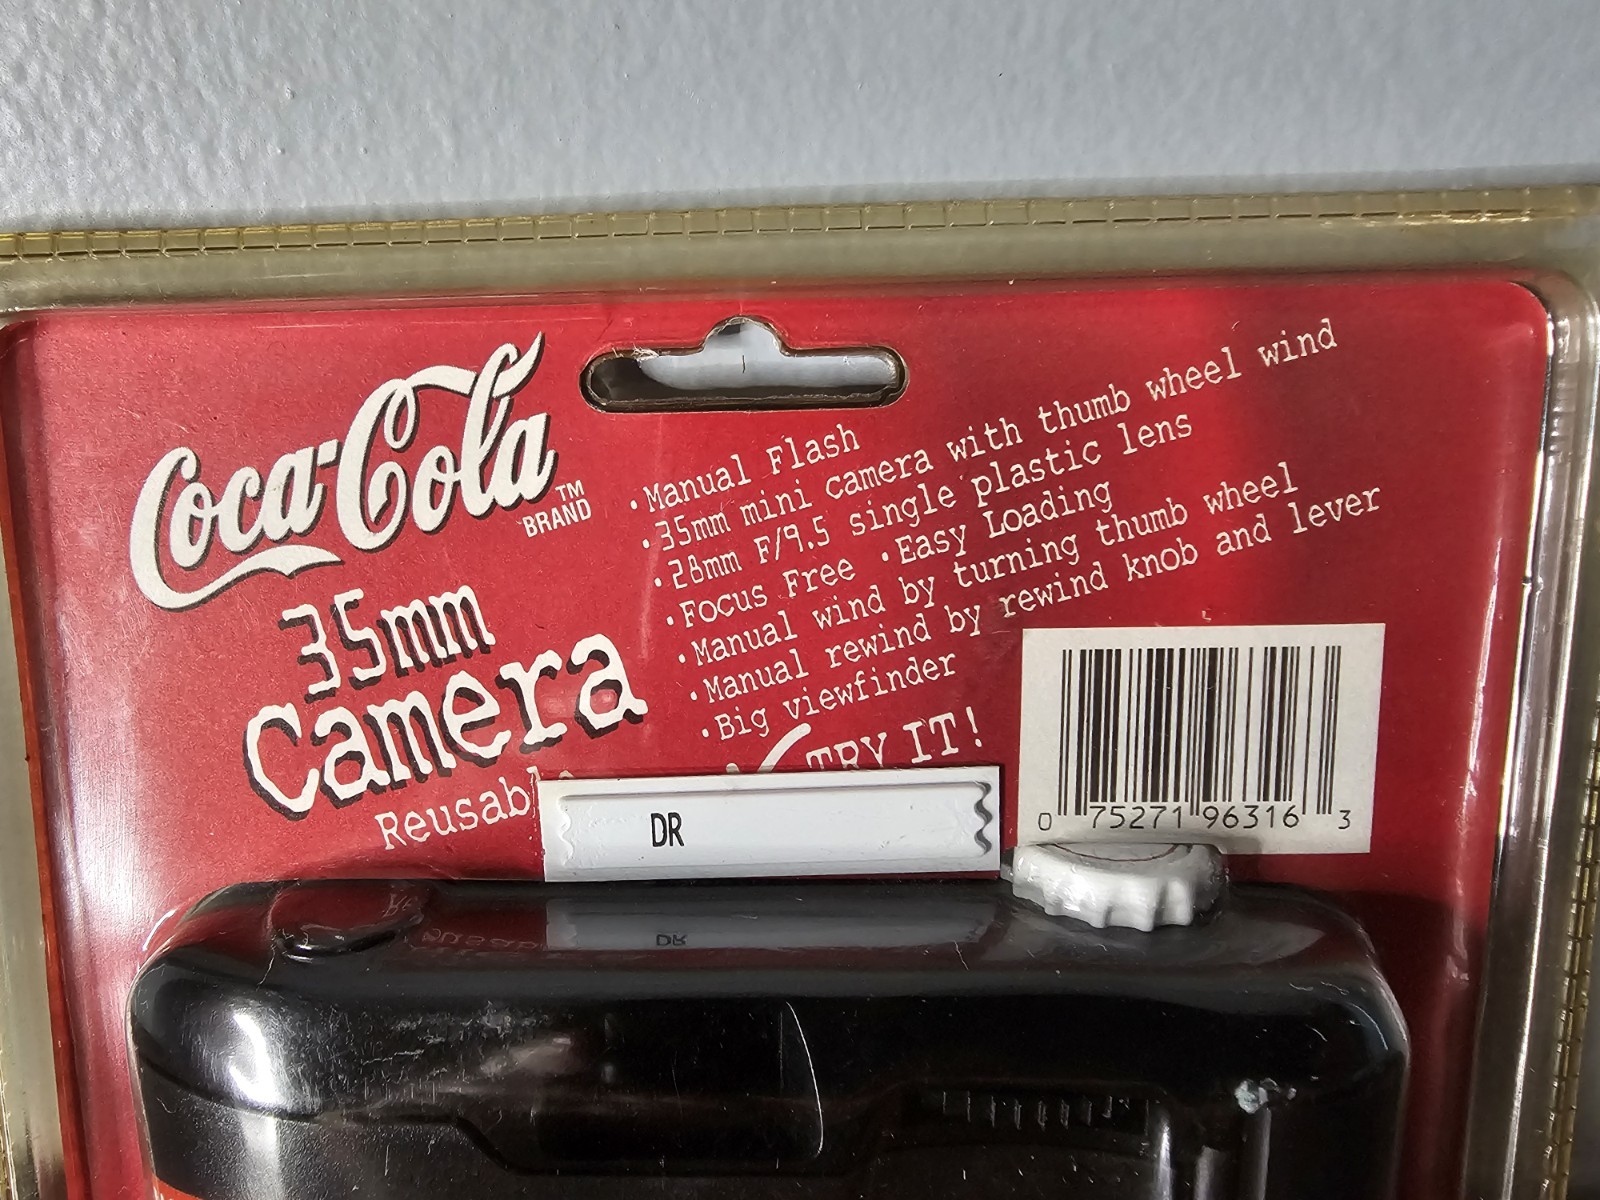 Coca-Cola
TM
BRAND
35mm
Camera
Reusabl
• Manual Flash
• 35mm mini camera with thumb wheel wind
• 28mm F/9.5 single plastic lens
• Focus Free • Easy Loading
• Manual wind by turning thumb wheel
• Manual rewind by rewind knob and lever
• Big viewfinder
TRY IT!
DR
0 75271 96316 3